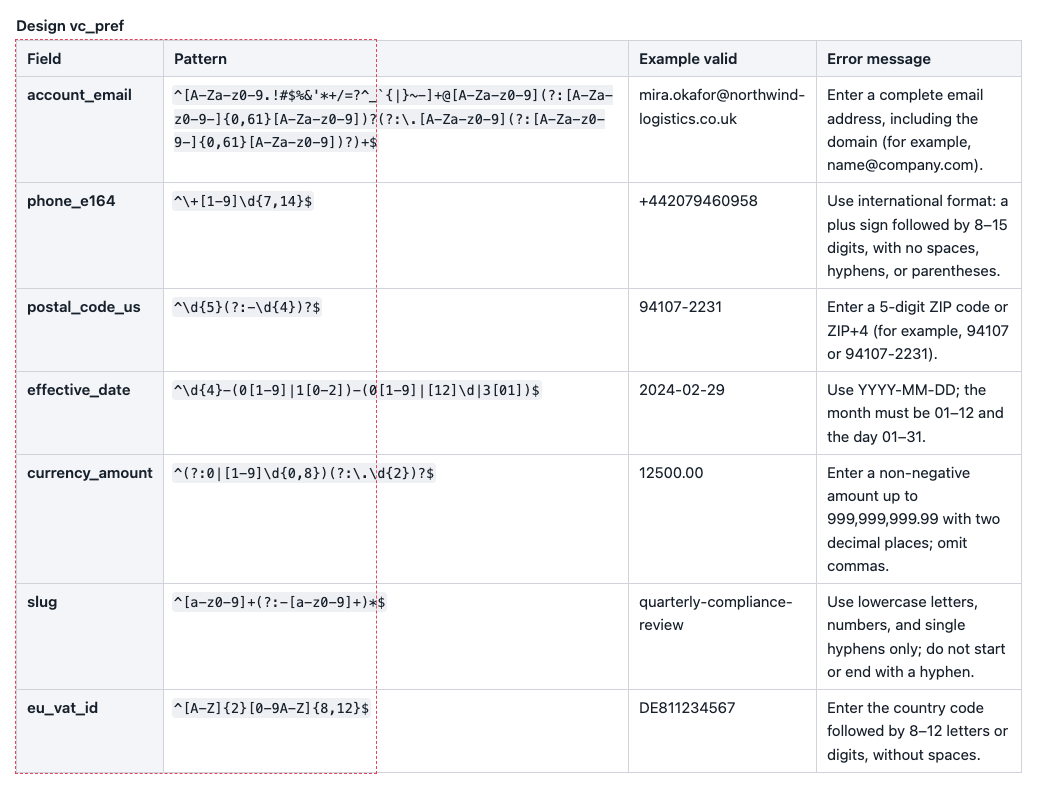 Design vc_pref
Field Pattern Example valid Error message
account_email
^[A-Za-z0-9.!#$%&'*+/=?^_`{|}~-]+@[A-Za-z0-9](?:[A-Za-
z0-9-]{0,61}[A-Za-z0-9])?(?:\.[A-Za-z0-9](?:[A-Za-z0-
9-]{0,61}[A-Za-z0-9])?)+$
mira.okafor@northwind-
logistics.co.uk
Enter a complete email
address, including the
domain (for example,
name@company.com).
phone_e164
^\+[1-9]\d{7,14}$
+442079460958
Use international format: a
plus sign followed by 8–15
digits, with no spaces,
hyphens, or parentheses.
postal_code_us
^\d{5}(?:-\d{4})?$
94107-2231
Enter a 5-digit ZIP code or
ZIP+4 (for example, 94107
or 94107-2231).
effective_date
^\d{4}-(0[1-9]|1[0-2])-(0[1-9]|[12]\d|3[01])$
2024-02-29
Use YYYY-MM-DD; the
month must be 01–12 and
the day 01–31.
currency_amount
^(?:0|[1-9]\d{0,8})(?:\.\d{2})?$
12500.00
Enter a non-negative
amount up to
999,999,999.99 with two
decimal places; omit
commas.
slug
^[a-z0-9]+(?:-[a-z0-9]+)*$
quarterly-compliance-
review
Use lowercase letters,
numbers, and single
hyphens only; do not start
or end with a hyphen.
eu_vat_id
^[A-Z]{2}[0-9A-Z]{8,12}$
DE811234567
Enter the country code
followed by 8–12 letters or
digits, without spaces.